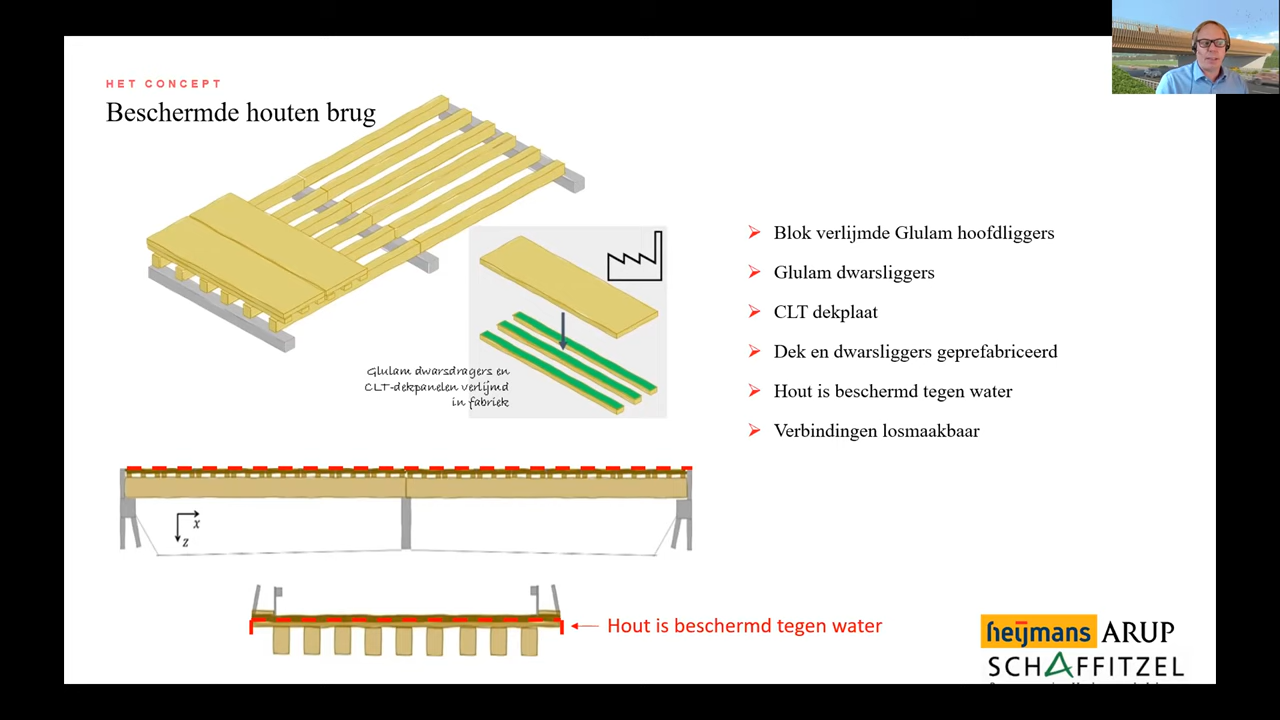 HET CONCEPT
Beschermde houten brug
Glulam dwarsdragers en
CLT-dekpanelen verlijmd
in fabriek
Blok verlijmde Glulam hoofdliggers
Glulam dwarsliggers
CLT dekplaat
Dek en dwarsliggers geprefabriceerd
Hout is beschermd tegen water
Verbindingen losmaakbaar
x
z
Hout is beschermd tegen water
heijmans ARUP
SCHAFFITZEL